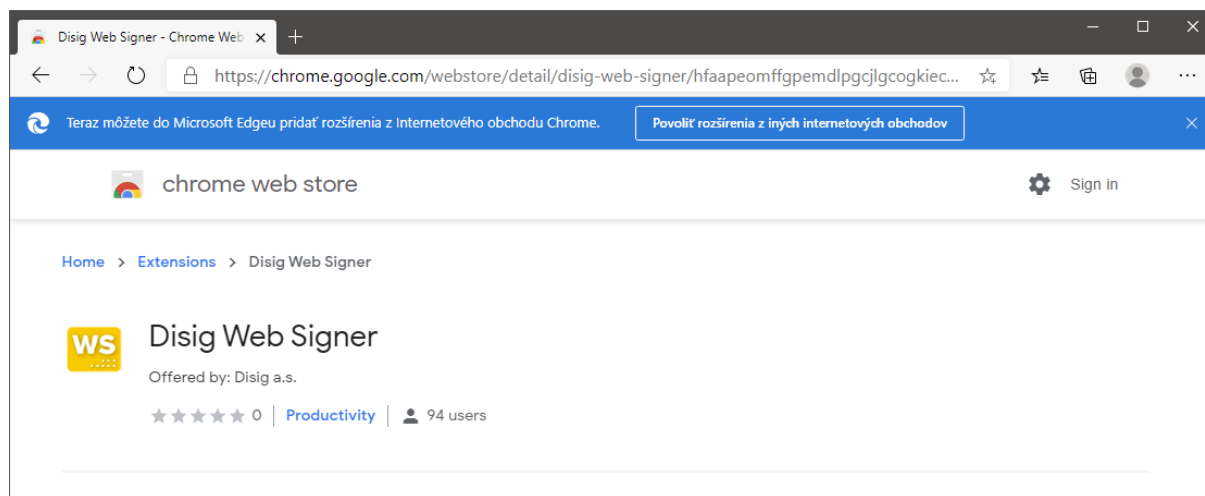 Disig Web Signer - Chrome Web
https://chrome.google.com/webstore/detail/disig-web-signer/hfaapeomffgpemdlpgcjlgcogkiec...
Teraz môžete do Microsoft Edgeu pridať rozšírenia z Internetového obchodu Chrome. Povoliť rozšírenia z iných internetových obchodov
chrome web store Sign in
Home > Extensions > Disig Web Signer
WS Disig Web Signer
Offered by: Disig a.s.
0 Productivity 94 users